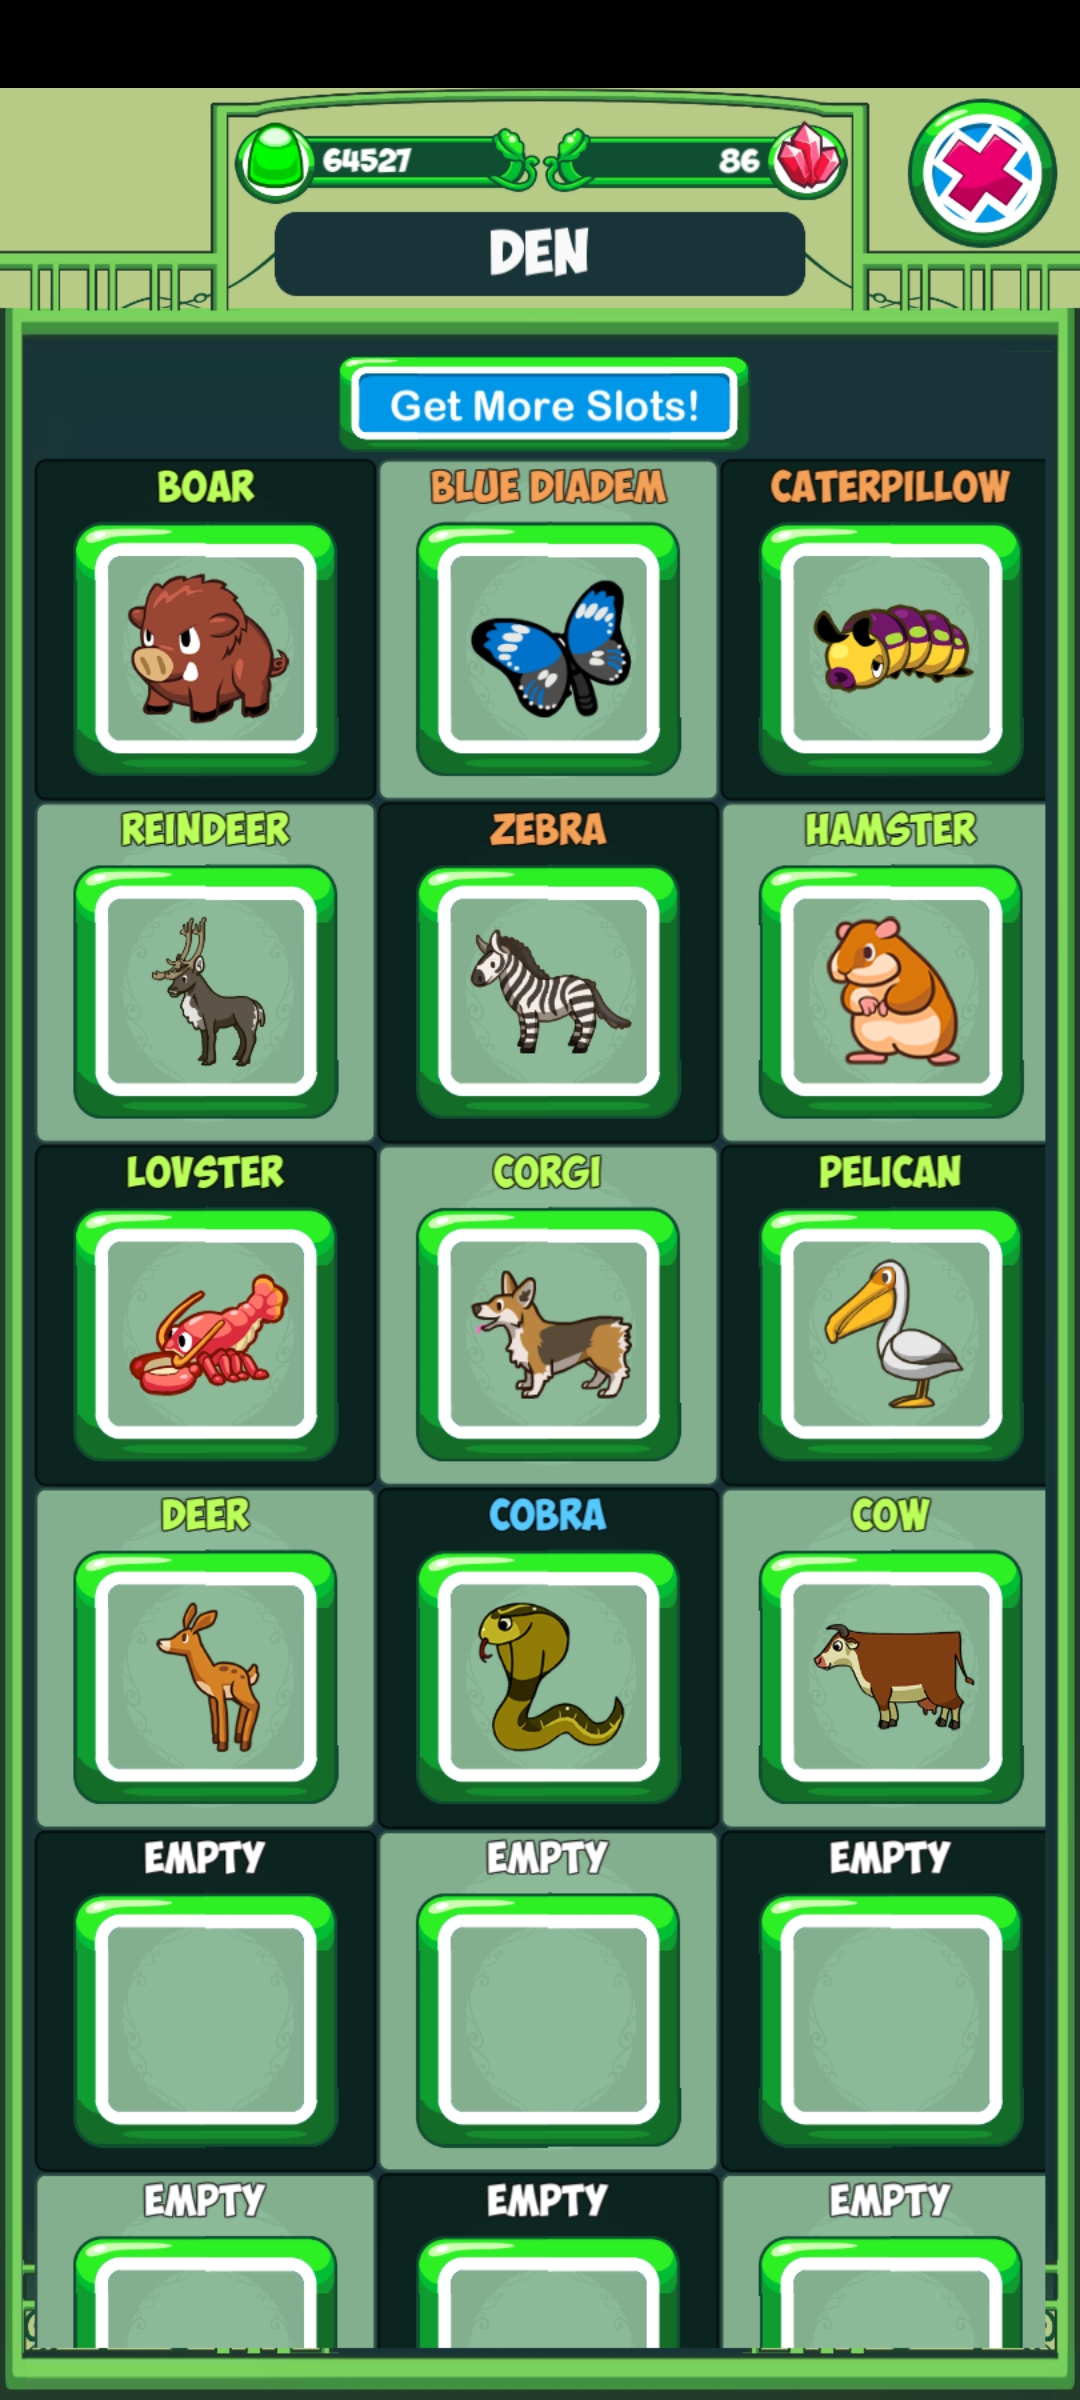 64527
86
DEN
Get More Slots!
BOAR
BLUE DIADEM
CATERPILLOW
REINDEER
ZEBRA
HAMSTER
LOVSTER
CORGI
PELICAN
DEER
COBRA
COW
EMPTY
EMPTY
EMPTY
EMPTY
EMPTY
EMPTY